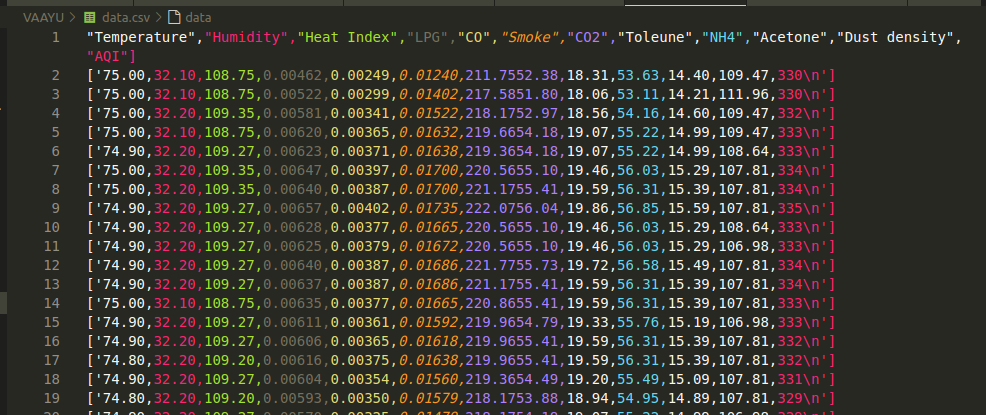 VAAYU > data.csv > data
1 "Temperature","Humidity","Heat Index","LPG","CO","Smoke","CO2","Toleune","NH4","Acetone","Dust density",
"AQI"]
2 ['75.00,32.10,108.75,0.00462,0.00249,0.01240,211.7552.38,18.31,53.63,14.40,109.47,330\n']
3 ['75.00,32.10,108.75,0.00522,0.00299,0.01402,217.5851.80,18.06,53.11,14.21,111.96,330\n']
4 ['75.00,32.20,109.35,0.00581,0.00341,0.01522,218.1752.97,18.56,54.16,14.60,109.47,332\n']
5 ['75.00,32.10,108.75,0.00620,0.00365,0.01632,219.6654.18,19.07,55.22,14.99,109.47,333\n']
6 ['74.90,32.20,109.27,0.00623,0.00371,0.01638,219.3654.18,19.07,55.22,14.99,108.64,333\n']
7 ['75.00,32.20,109.35,0.00647,0.00397,0.01700,220.5655.10,19.46,56.03,15.29,107.81,334\n']
8 ['75.00,32.20,109.35,0.00640,0.00387,0.01700,221.1755.41,19.59,56.31,15.39,107.81,334\n']
9 ['74.90,32.20,109.27,0.00657,0.00402,0.01735,222.0756.04,19.86,56.85,15.59,107.81,335\n']
10 ['74.90,32.20,109.27,0.00628,0.00377,0.01665,220.5655.10,19.46,56.03,15.29,108.64,333\n']
11 ['74.90,32.20,109.27,0.00625,0.00379,0.01672,220.5655.10,19.46,56.03,15.29,106.98,333\n']
12 ['74.90,32.20,109.27,0.00640,0.00387,0.01686,221.7755.73,19.72,56.58,15.49,107.81,334\n']
13 ['74.90,32.20,109.27,0.00637,0.00387,0.01686,221.1755.41,19.59,56.31,15.39,107.81,334\n']
14 ['75.00,32.10,108.75,0.00635,0.00377,0.01665,220.8655.41,19.59,56.31,15.39,107.81,333\n']
15 ['74.90,32.20,109.27,0.00611,0.00361,0.01592,219.9654.79,19.33,55.76,15.19,106.98,333\n']
16 ['74.90,32.20,109.27,0.00606,0.00365,0.01618,219.9655.41,19.59,56.31,15.39,107.81,332\n']
17 ['74.80,32.20,109.20,0.00616,0.00375,0.01638,219.9655.41,19.59,56.31,15.39,107.81,332\n']
18 ['74.90,32.20,109.27,0.00604,0.00354,0.01560,219.3654.49,19.20,55.49,15.09,107.81,331\n']
19 ['74.80,32.20,109.20,0.00593,0.00350,0.01579,218.1753.88,18.94,54.95,14.89,107.81,329\n']